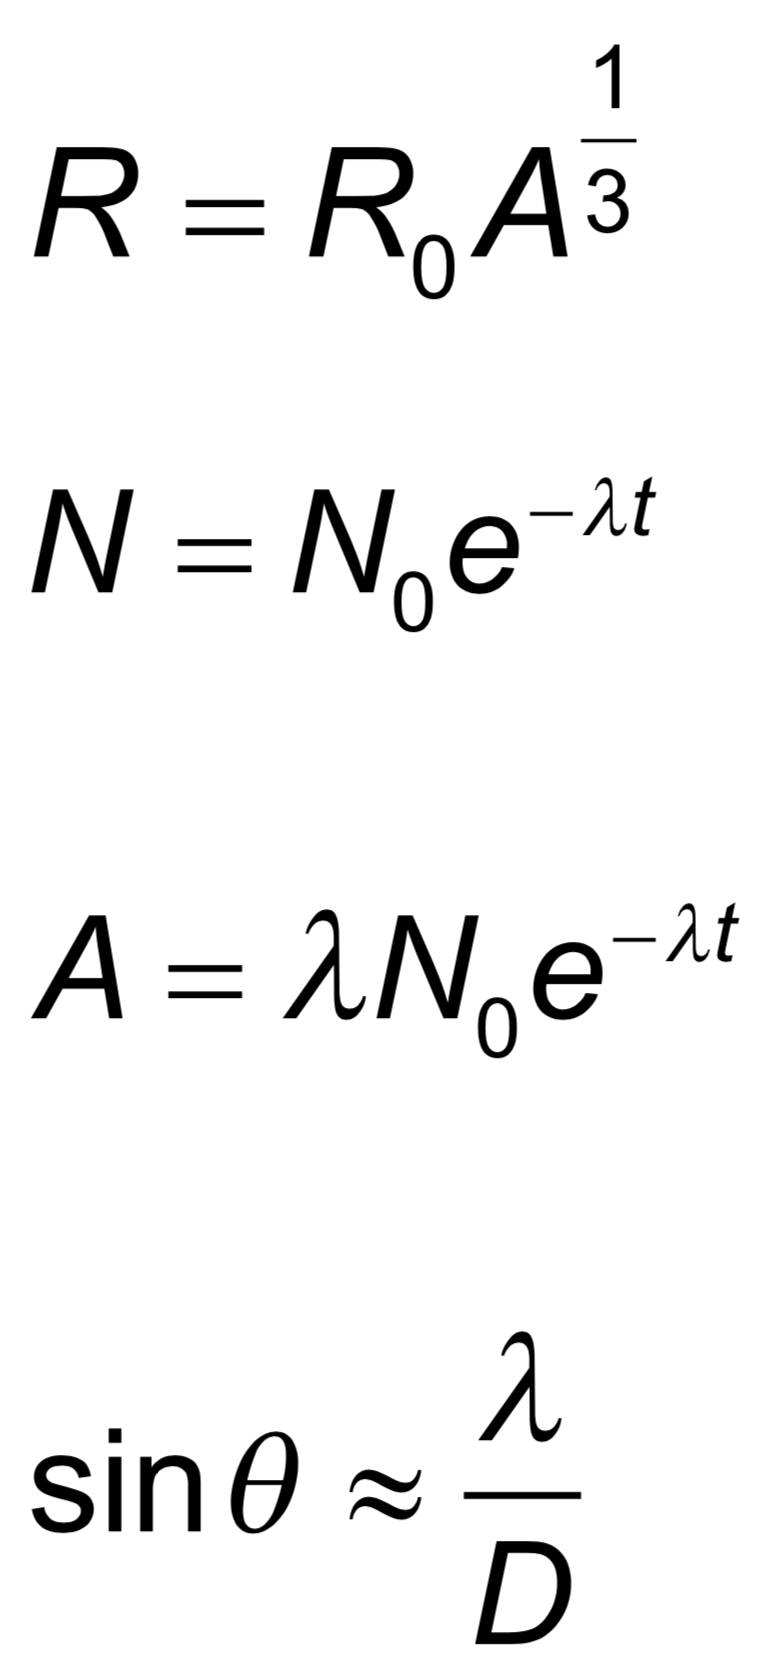 R = R₀A^(1/3)
N = N₀e^(−λt)
A = λN₀e^(−λt)
sin θ ≈ λ/D